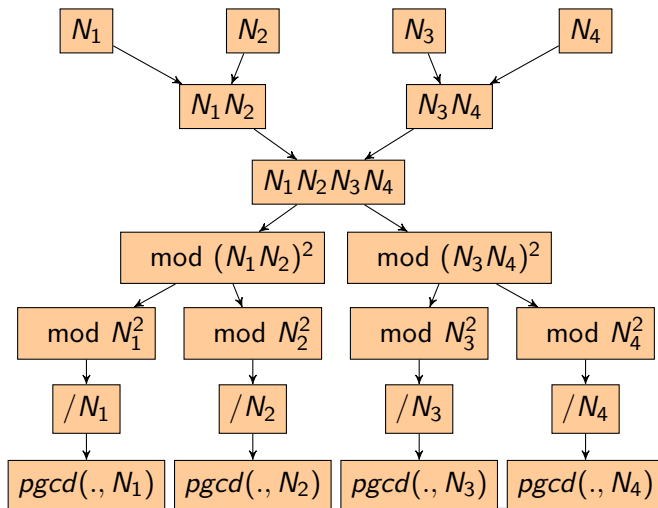 N₁ N₂ N₃ N₄
N₁N₂ N₃N₄
N₁N₂N₃N₄
mod (N₁N₂)² mod (N₃N₄)²
mod N₁² mod N₂² mod N₃² mod N₄²
/N₁ /N₂ /N₃ /N₄
pgcd(., N₁) pgcd(., N₂) pgcd(., N₃) pgcd(., N₄)